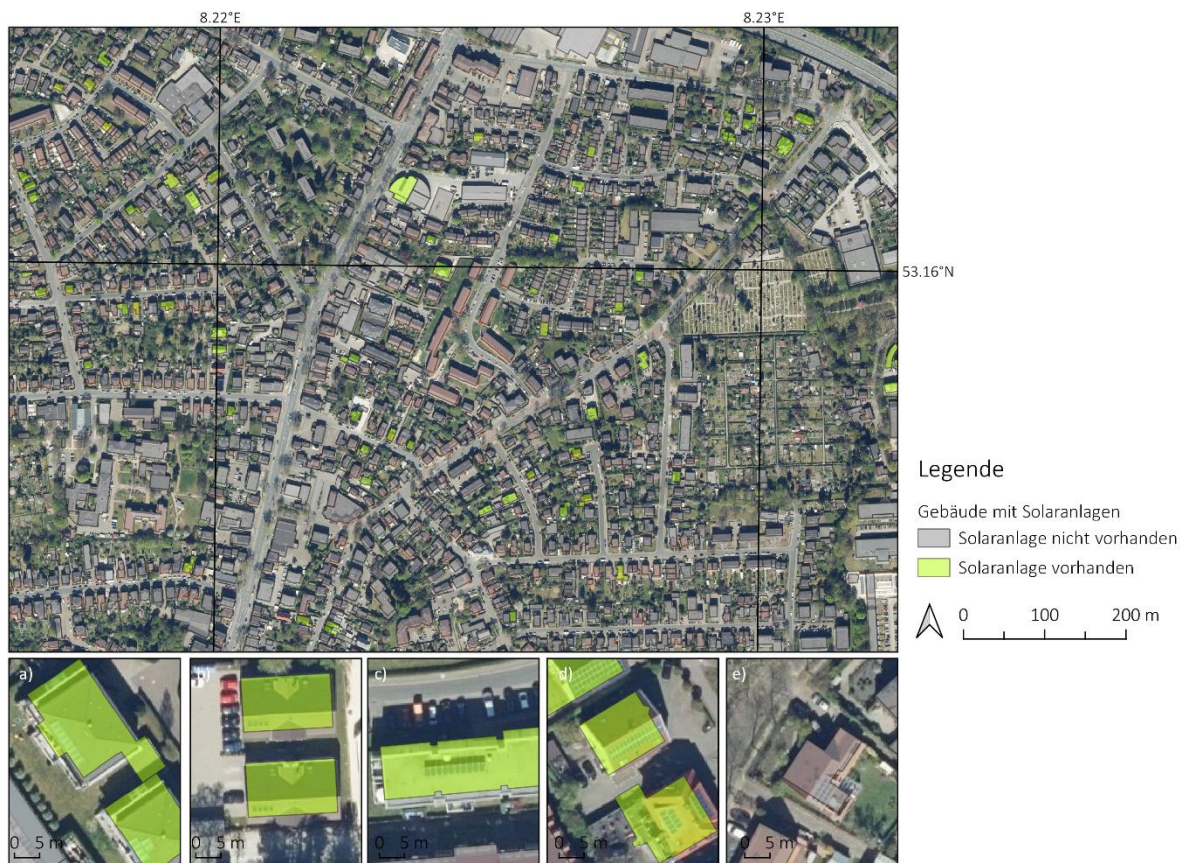 8.22°E
8.23°E
53.16°N
Legende
Gebäude mit Solaranlagen
Solaranlage nicht vorhanden
Solaranlage vorhanden
0 100 200 m
a)
b)
c)
d)
e)
0 5 m
0 5 m
0 5 m
0 5 m
0 5 m